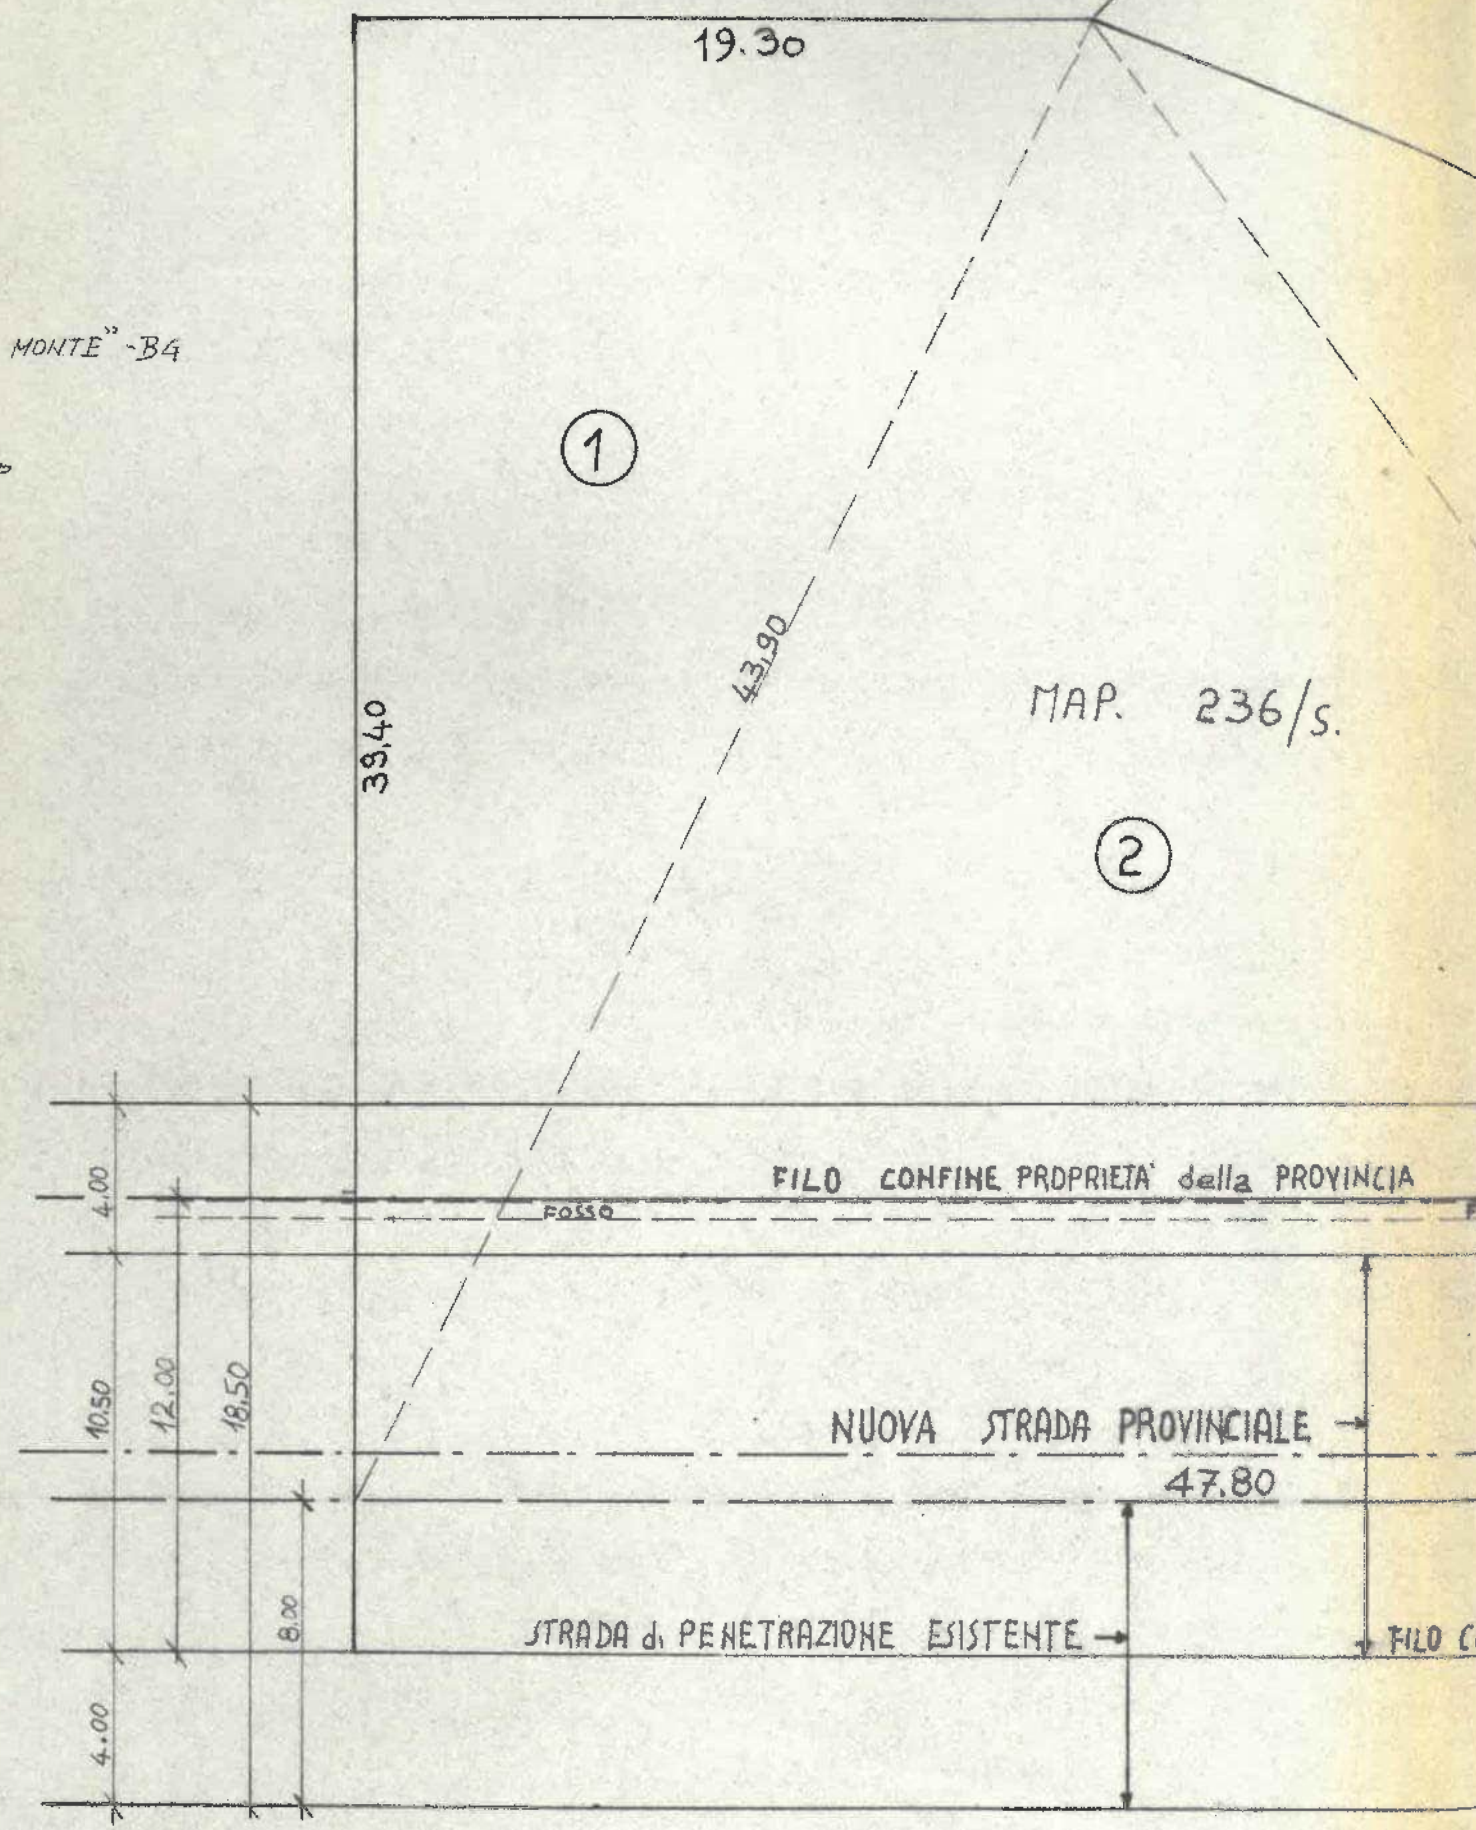 19.30
MONTE" -BG
1
43,90
39,40
MAP. 236/S.
2
4.00
FILO CONFINE PROPRIETA' della PROVINCIA
FOSSO
10.50
12.00
18.50
NUOVA STRADA PROVINCIALE
47.80
8.00
STRADA di PENETRAZIONE ESISTENTE
FILO
4.00